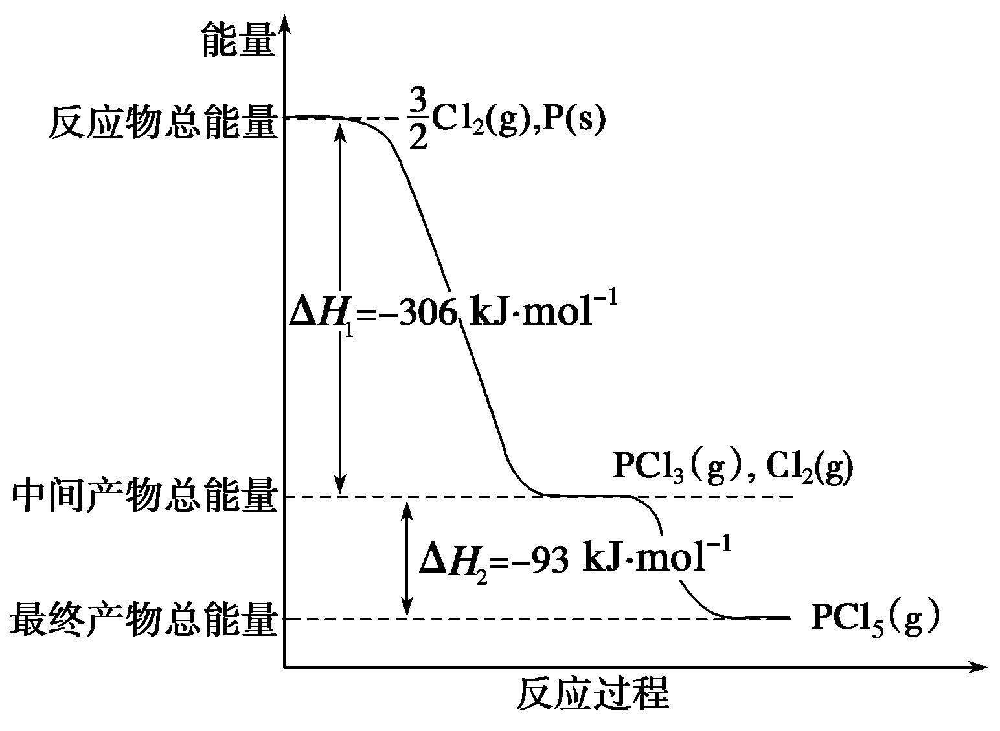 能量
反应物总能量
3/2Cl₂(g),P(s)
ΔH₁=−306 kJ·mol⁻¹
PCl₃(g), Cl₂(g)
中间产物总能量
ΔH₂=−93 kJ·mol⁻¹
最终产物总能量
PCl₅(g)
反应过程